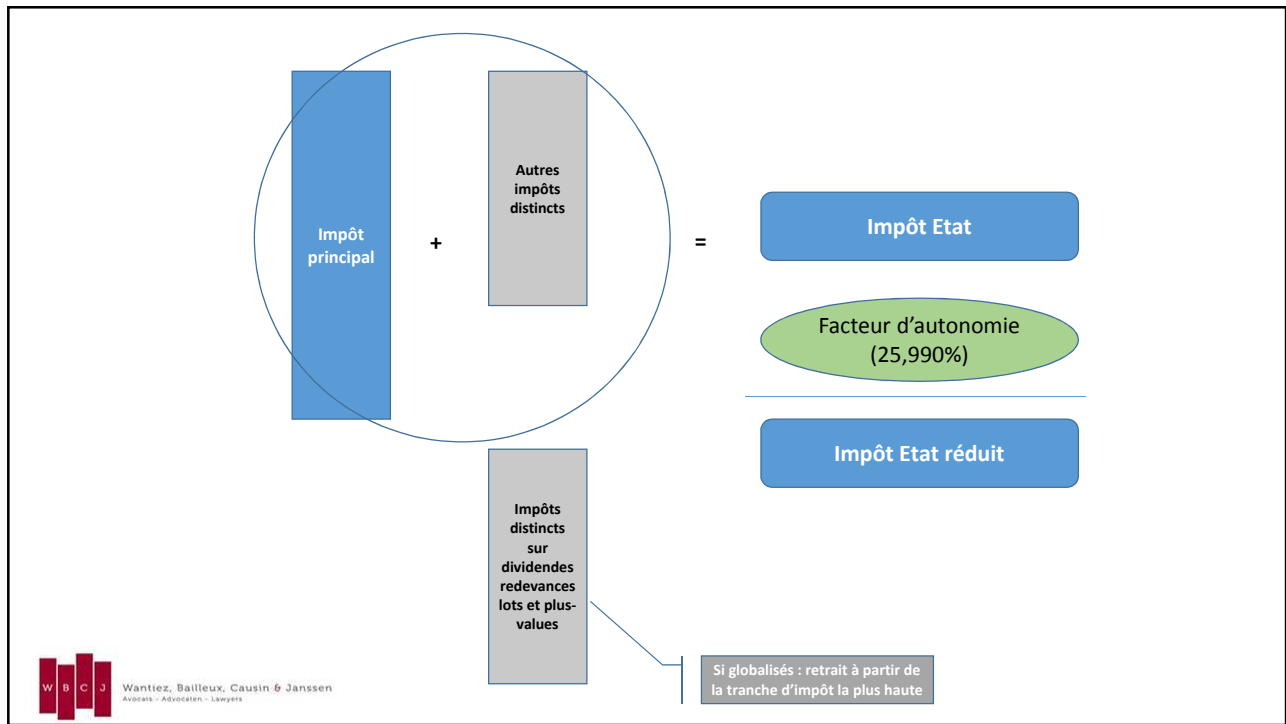 Impôt
principal
+
Autres
impôts
distincts
=
Impôt Etat
Facteur d’autonomie
(25,990%)
Impôt Etat réduit
Impôts
distincts
sur
dividendes
redevances
lots et plus-
values
Si globalisés : retrait à partir de
la tranche d’impôt la plus haute
W B C J
Wantiez, Bailleux, Causin & Janssen
Avocats - Advocaten - Lawyers